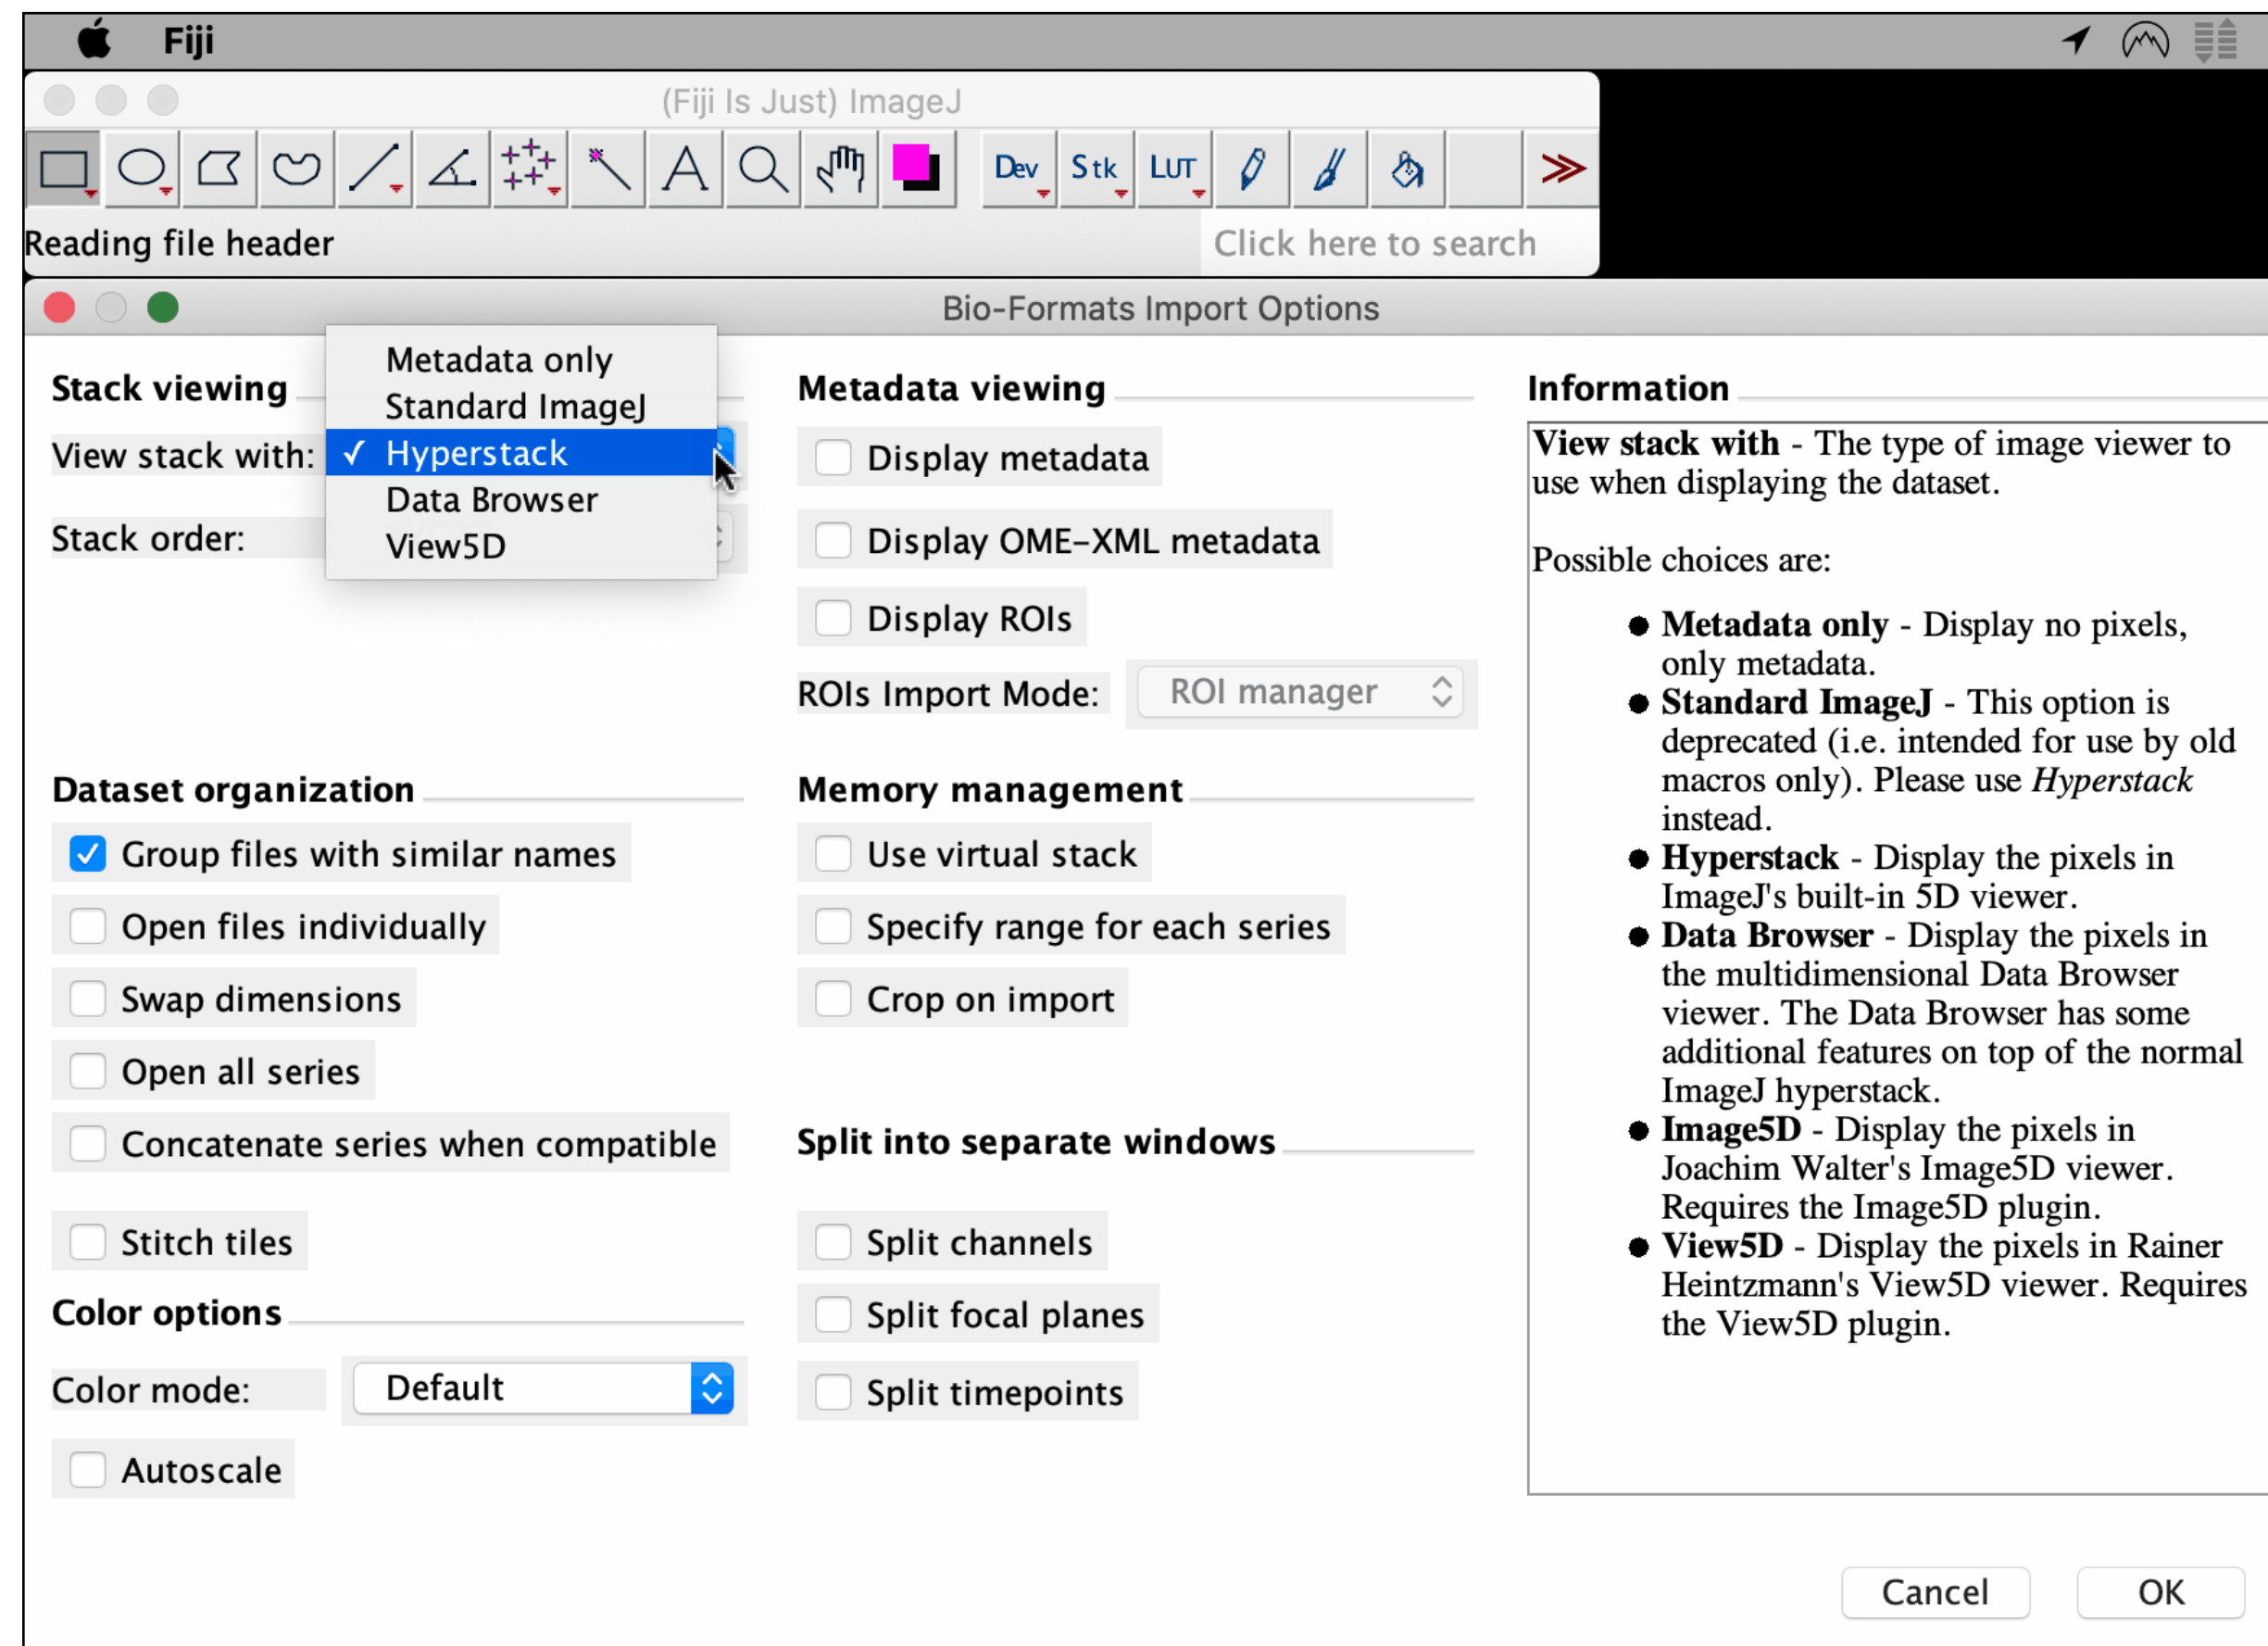 Fiji
(Fiji Is Just) ImageJ
Dev Stk LUT
Reading file header
Click here to search
Bio-Formats Import Options
Stack viewing
View stack with:
Metadata only
Standard ImageJ
✓ Hyperstack
Data Browser
View5D
Stack order:
Dataset organization
Group files with similar names
Open files individually
Swap dimensions
Open all series
Concatenate series when compatible
Stitch tiles
Color options
Color mode: Default
Autoscale
Metadata viewing
Display metadata
Display OME-XML metadata
Display ROIs
ROIs Import Mode: ROI manager
Memory management
Use virtual stack
Specify range for each series
Crop on import
Split into separate windows
Split channels
Split focal planes
Split timepoints
Information
View stack with - The type of image viewer to
use when displaying the dataset.
Possible choices are:
● Metadata only - Display no pixels,
only metadata.
● Standard ImageJ - This option is
deprecated (i.e. intended for use by old
macros only). Please use Hyperstack
instead.
● Hyperstack - Display the pixels in
ImageJ's built-in 5D viewer.
● Data Browser - Display the pixels in
the multidimensional Data Browser
viewer. The Data Browser has some
additional features on top of the normal
ImageJ hyperstack.
● Image5D - Display the pixels in
Joachim Walter's Image5D viewer.
Requires the Image5D plugin.
● View5D - Display the pixels in Rainer
Heintzmann's View5D viewer. Requires
the View5D plugin.
Cancel OK